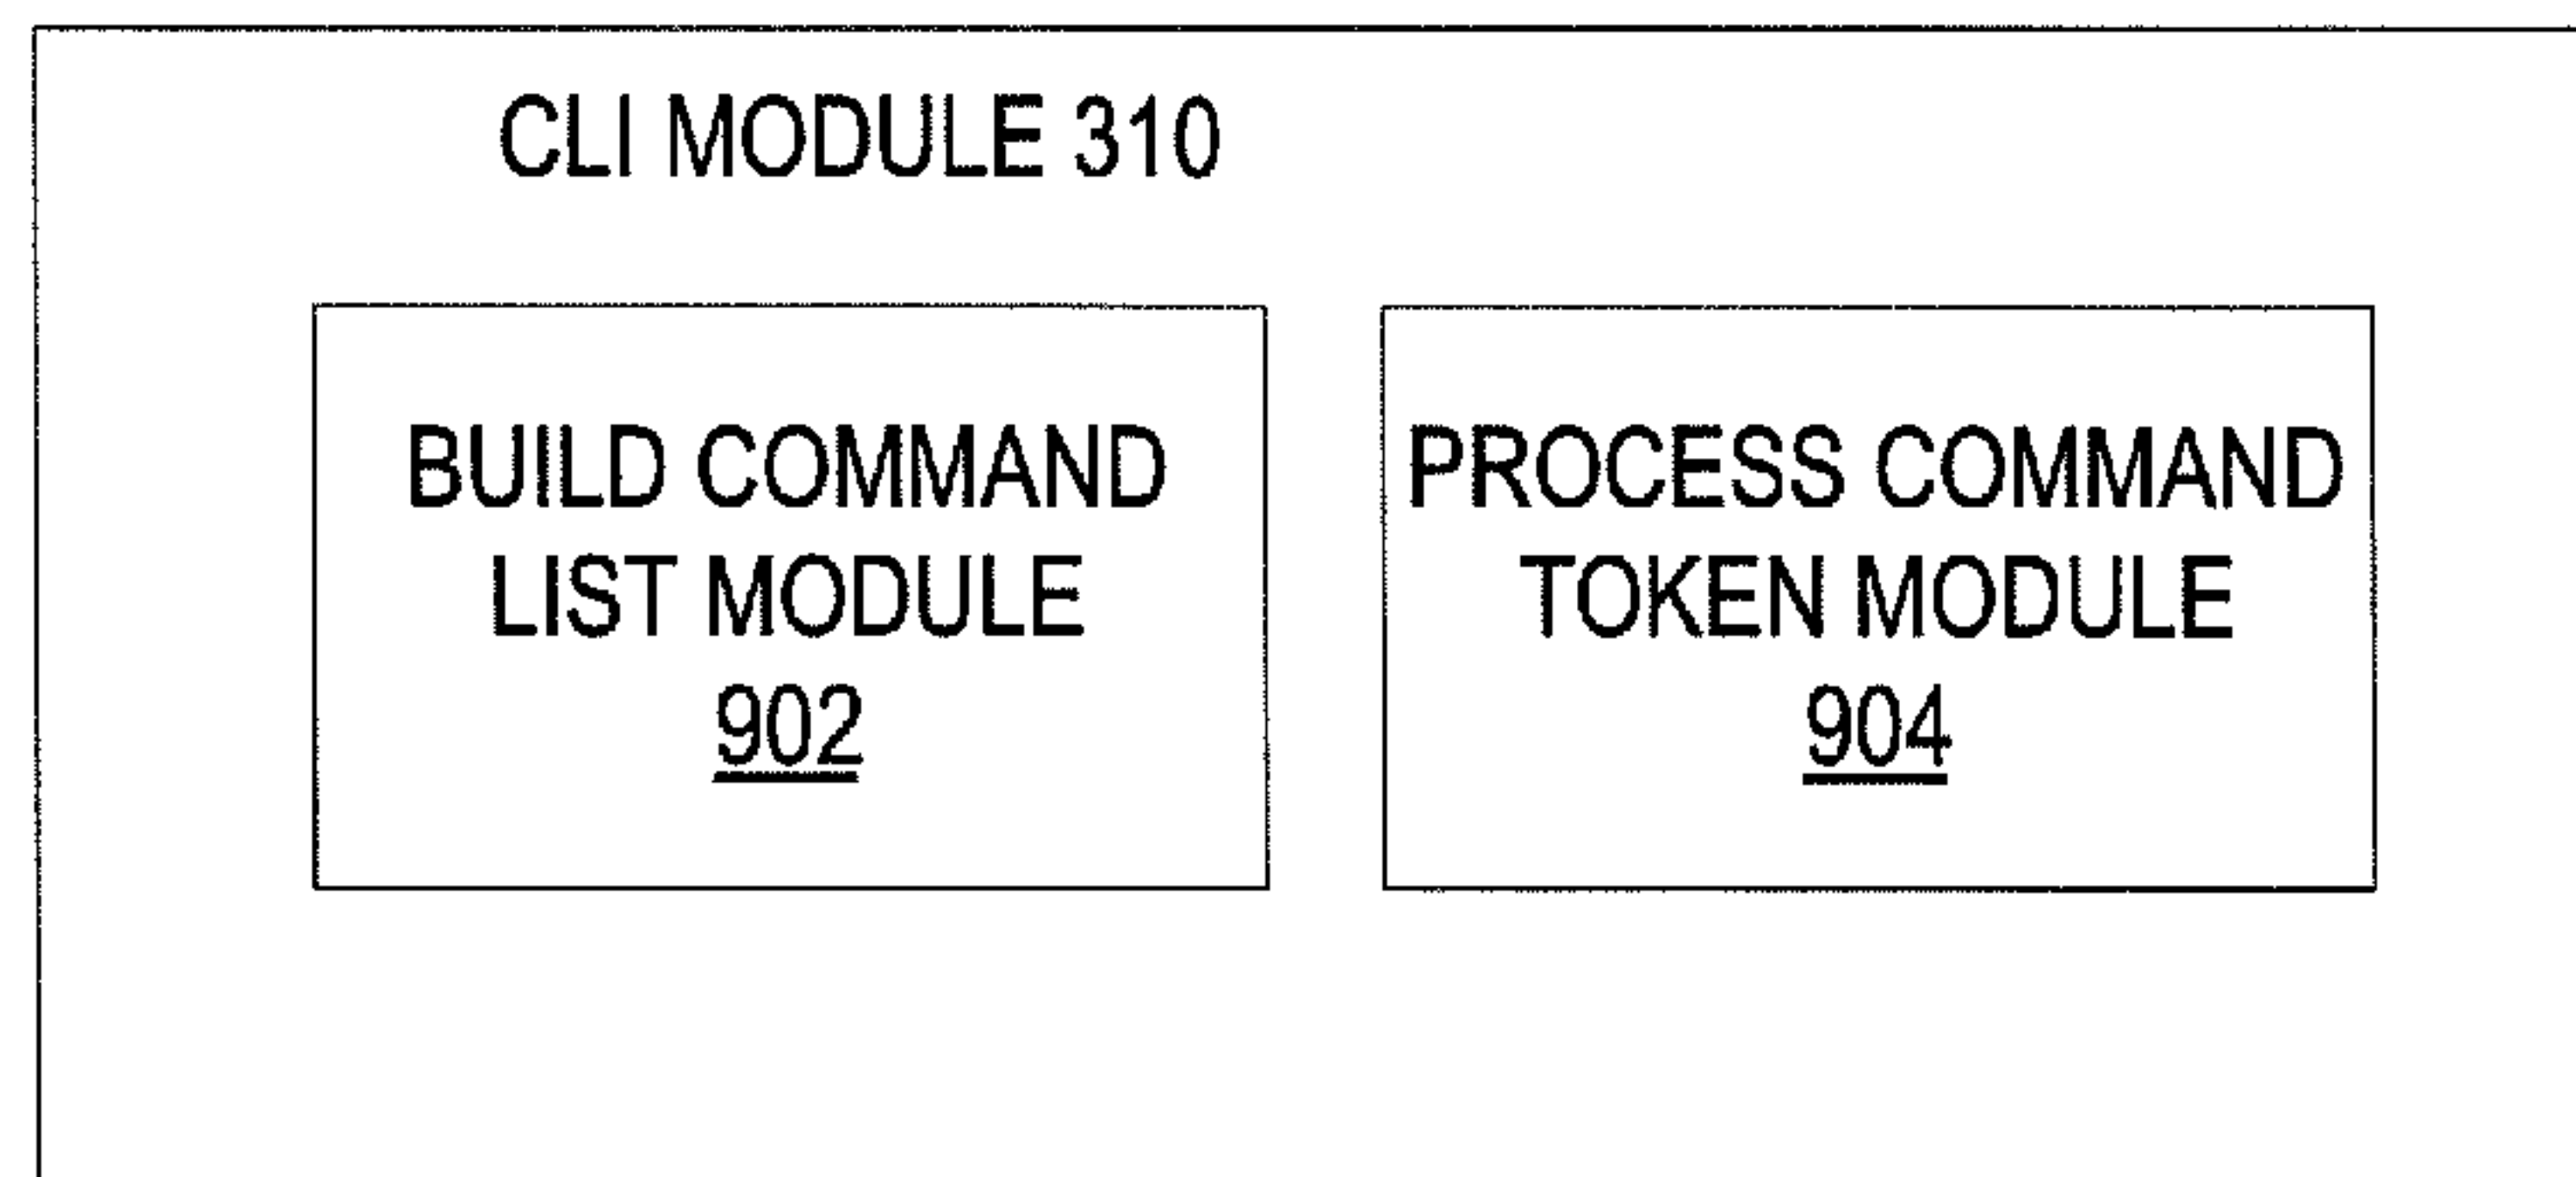 CLI MODULE 310
BUILD COMMAND
LIST MODULE
902
PROCESS COMMAND
TOKEN MODULE
904